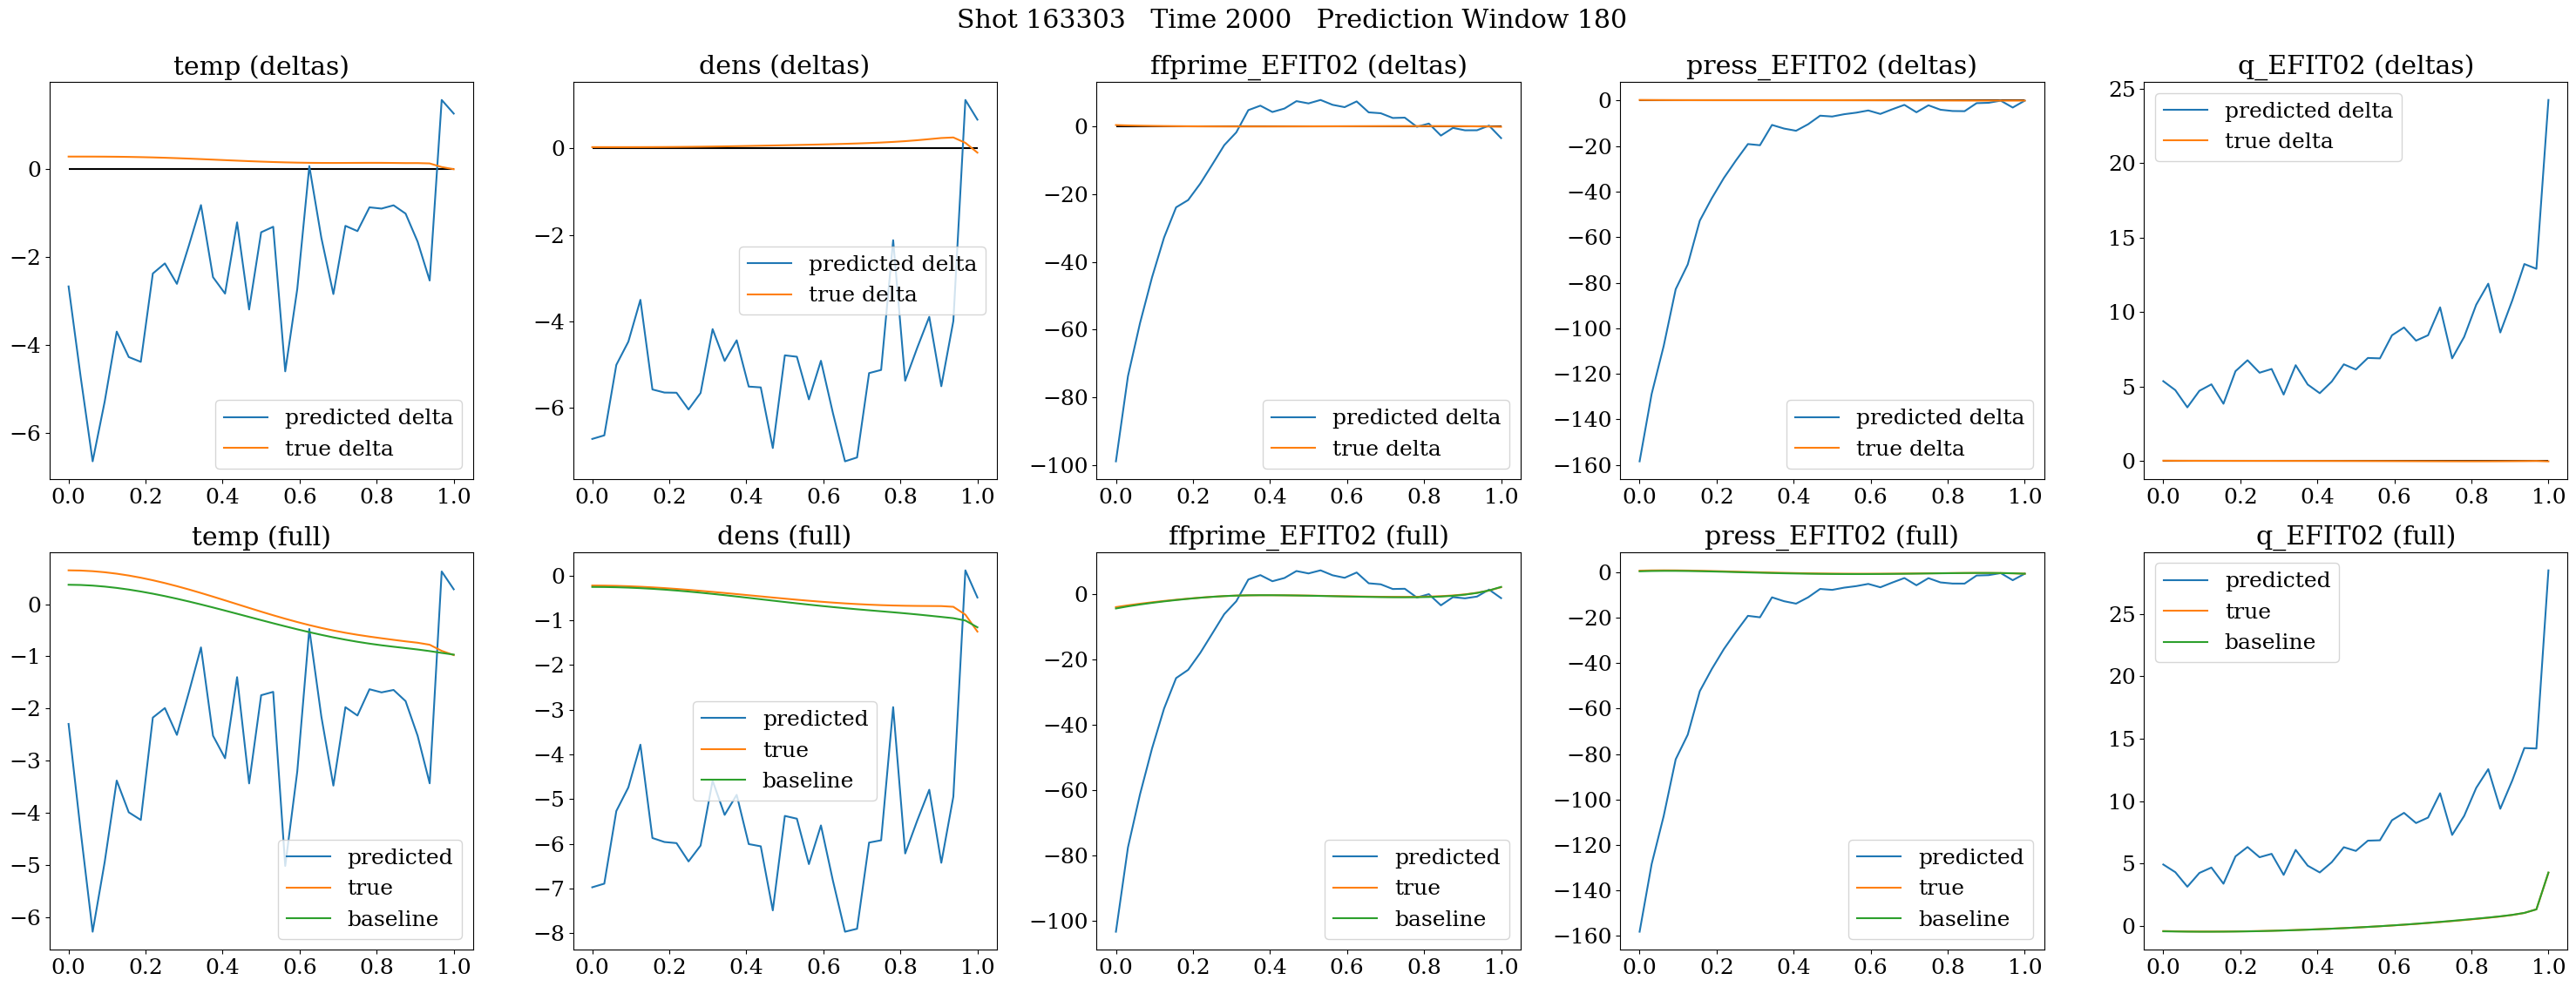 Shot 163303   Time 2000   Prediction Window 180
temp (deltas)
0
−2
−4
−6
0.0 0.2 0.4 0.6 0.8 1.0
predicted delta
true delta
dens (deltas)
0
−2
−4
−6
0.0 0.2 0.4 0.6 0.8 1.0
predicted delta
true delta
ffprime_EFIT02 (deltas)
0
−20
−40
−60
−80
−100
0.0 0.2 0.4 0.6 0.8 1.0
predicted delta
true delta
press_EFIT02 (deltas)
0
−20
−40
−60
−80
−100
−120
−140
−160
0.0 0.2 0.4 0.6 0.8 1.0
predicted delta
true delta
q_EFIT02 (deltas)
25
20
15
10
5
0
0.0 0.2 0.4 0.6 0.8 1.0
predicted delta
true delta
temp (full)
0
−1
−2
−3
−4
−5
−6
0.0 0.2 0.4 0.6 0.8 1.0
predicted
true
baseline
dens (full)
0
−1
−2
−3
−4
−5
−6
−7
−8
0.0 0.2 0.4 0.6 0.8 1.0
predicted
true
baseline
ffprime_EFIT02 (full)
0
−20
−40
−60
−80
−100
0.0 0.2 0.4 0.6 0.8 1.0
predicted
true
baseline
press_EFIT02 (full)
0
−20
−40
−60
−80
−100
−120
−140
−160
0.0 0.2 0.4 0.6 0.8 1.0
predicted
true
baseline
q_EFIT02 (full)
25
20
15
10
5
0
0.0 0.2 0.4 0.6 0.8 1.0
predicted
true
baseline